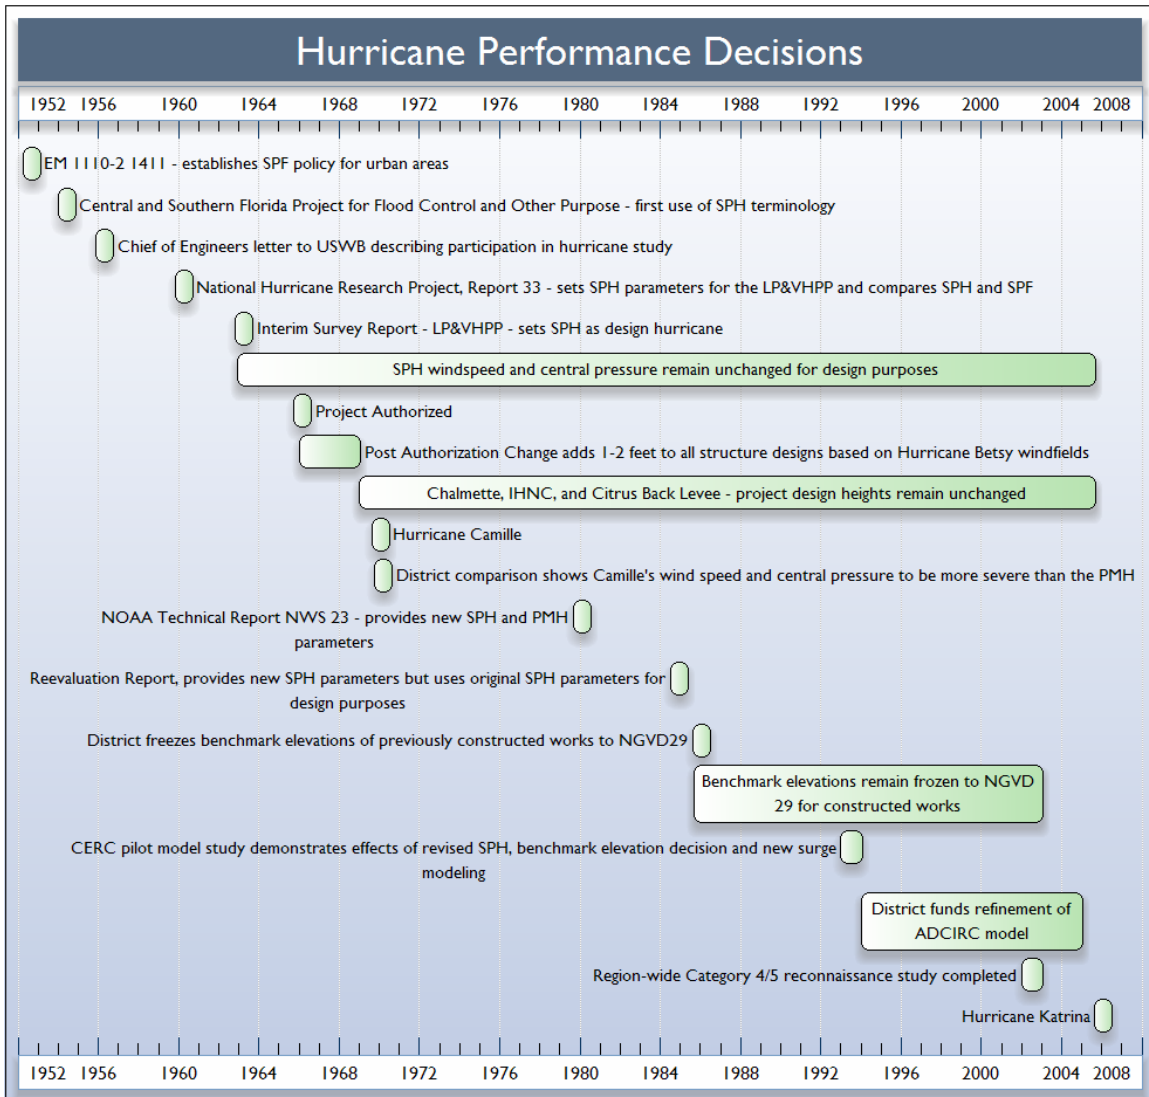 Hurricane Performance Decisions
1952 1956 1960 1964 1968 1972 1976 1980 1984 1988 1992 1996 2000 2004 2008
EM 1110-2 1411 - establishes SPF policy for urban areas
Central and Southern Florida Project for Flood Control and Other Purpose - first use of SPH terminology
Chief of Engineers letter to USWB describing participation in hurricane study
National Hurricane Research Project, Report 33 - sets SPH parameters for the LP&VHPP and compares SPH and SPF
Interim Survey Report - LP&VHPP - sets SPH as design hurricane
SPH windspeed and central pressure remain unchanged for design purposes
Project Authorized
Post Authorization Change adds 1-2 feet to all structure designs based on Hurricane Betsy windfields
Chalmette, IHNC, and Citrus Back Levee - project design heights remain unchanged
Hurricane Camille
District comparison shows Camille's wind speed and central pressure to be more severe than the PMH
NOAA Technical Report NWS 23 - provides new SPH and PMH
parameters
Reevaluation Report, provides new SPH parameters but uses original SPH parameters for
design purposes
District freezes benchmark elevations of previously constructed works to NGVD29
Benchmark elevations remain frozen to NGVD
29 for constructed works
CERC pilot model study demonstrates effects of revised SPH, benchmark elevation decision and new surge
modeling
District funds refinement of
ADCIRC model
Region-wide Category 4/5 reconnaissance study completed
Hurricane Katrina
1952 1956 1960 1964 1968 1972 1976 1980 1984 1988 1992 1996 2000 2004 2008